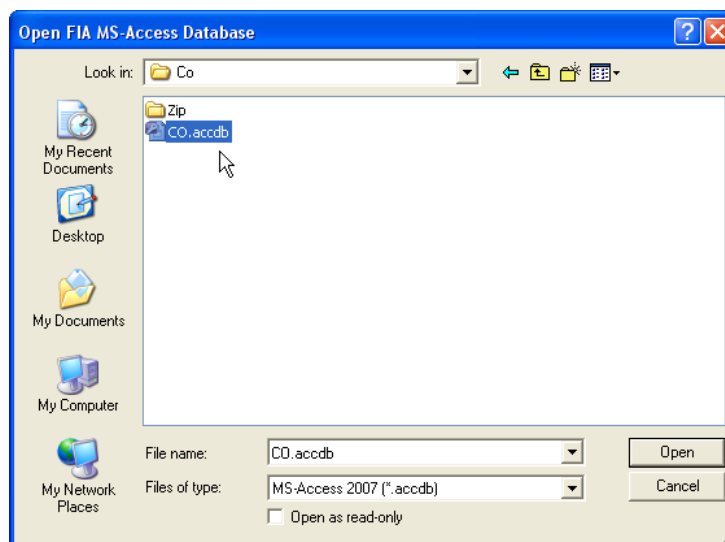 Open FIA MS-Access Database
Look in:
Co
My Recent
Documents
Desktop
My Documents
My Computer
My Network
Places
Zip
CO.accdb
File name:
CO.accdb
Open
Files of type:
MS-Access 2007 (*.accdb)
Cancel
Open as read-only